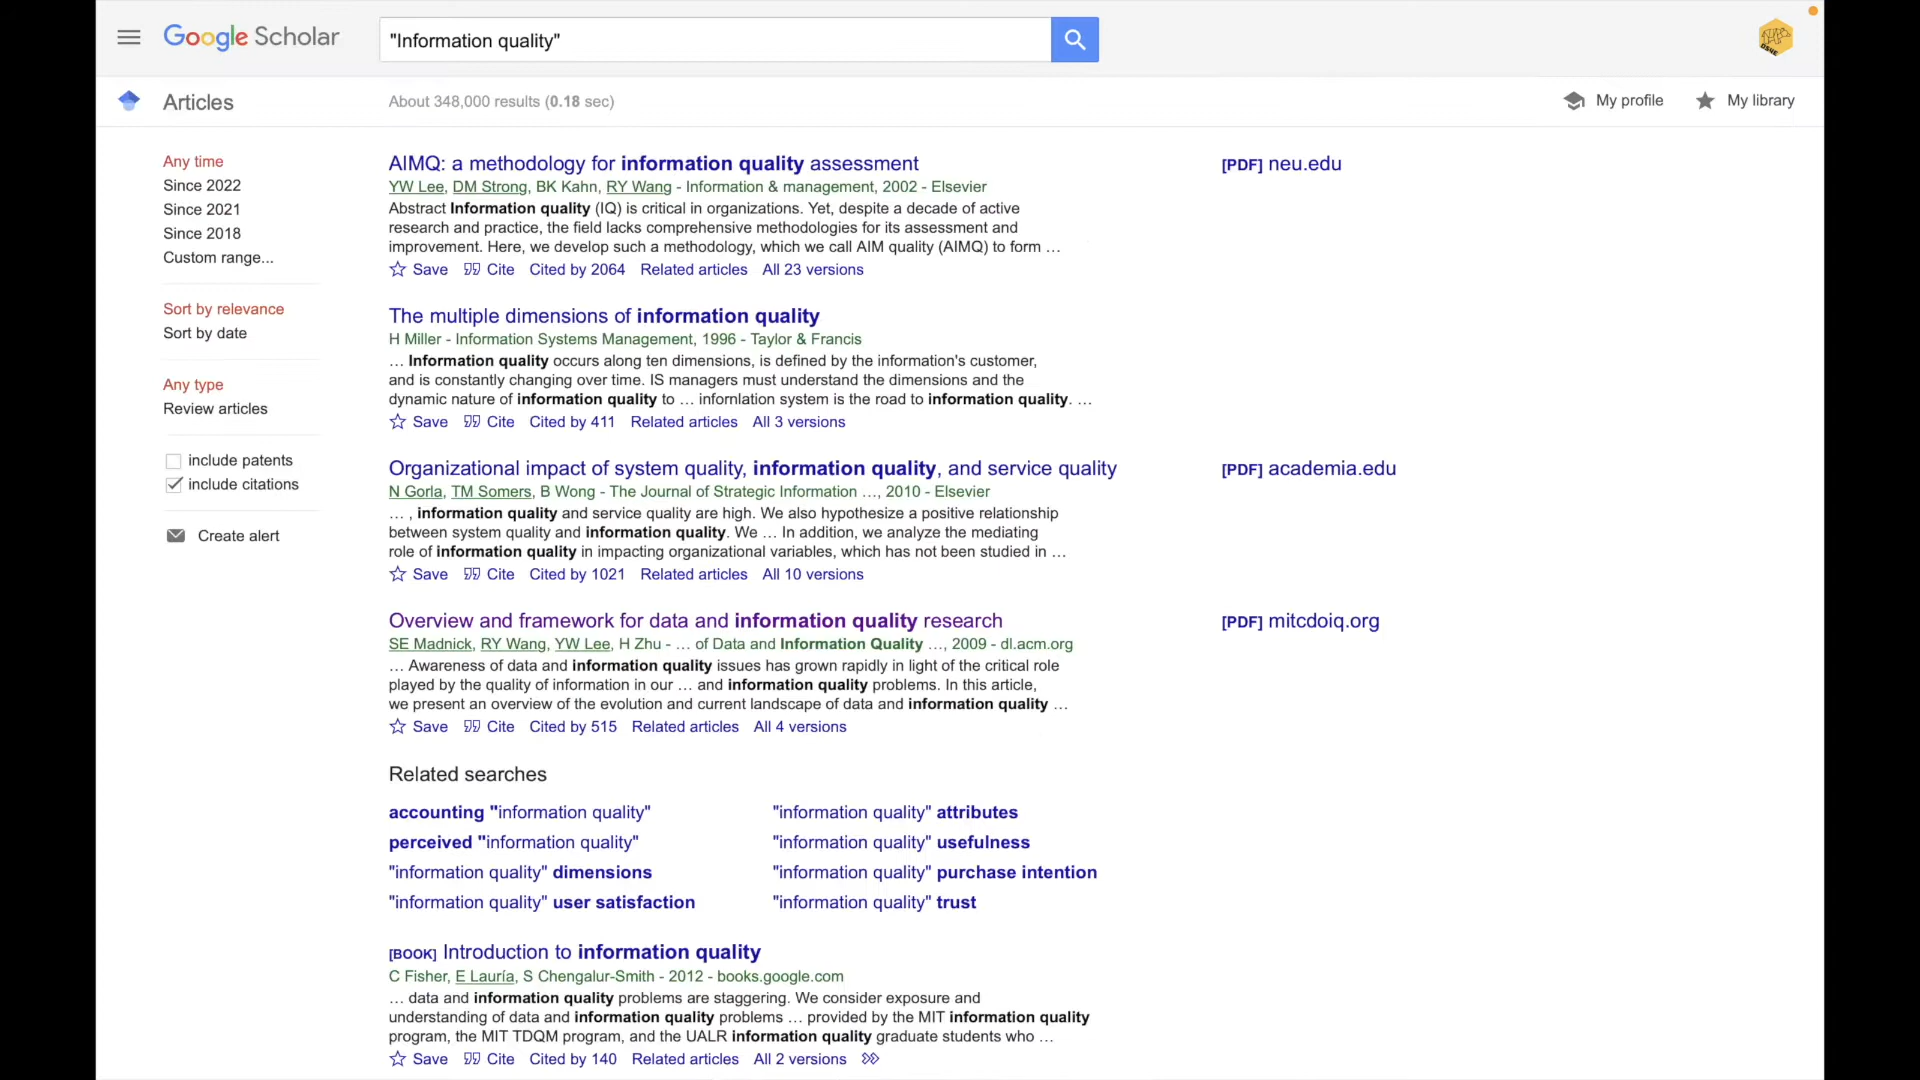 Google Scholar
"Information quality"
Articles
About 348,000 results (0.18 sec)
My profile
My library
Any time
Since 2022
Since 2021
Since 2018
Custom range...
Sort by relevance
Sort by date
Any type
Review articles
include patents
include citations
Create alert
AIMQ: a methodology for information quality assessment
[PDF] neu.edu
YW Lee, DM Strong, BK Kahn, RY Wang - Information & management, 2002 - Elsevier
Abstract Information quality (IQ) is critical in organizations. Yet, despite a decade of active
research and practice, the field lacks comprehensive methodologies for its assessment and
improvement. Here, we develop such a methodology, which we call AIM quality (AIMQ) to form …
Save Cite Cited by 2064 Related articles All 23 versions
The multiple dimensions of information quality
H Miller - Information Systems Management, 1996 - Taylor & Francis
… Information quality occurs along ten dimensions, is defined by the information's customer,
and is constantly changing over time. IS managers must understand the dimensions and the
dynamic nature of information quality to … infornlation system is the road to information quality. …
Save Cite Cited by 411 Related articles All 3 versions
Organizational impact of system quality, information quality, and service quality
[PDF] academia.edu
N Gorla, TM Somers, B Wong - The Journal of Strategic Information …, 2010 - Elsevier
… , information quality and service quality are high. We also hypothesize a positive relationship
between system quality and information quality. We … In addition, we analyze the mediating
role of information quality in impacting organizational variables, which has not been studied in …
Save Cite Cited by 1021 Related articles All 10 versions
Overview and framework for data and information quality research
[PDF] mitcdoiq.org
SE Madnick, RY Wang, YW Lee, H Zhu - … of Data and Information Quality …, 2009 - dl.acm.org
… Awareness of data and information quality issues has grown rapidly in light of the critical role
played by the quality of information in our … and information quality problems. In this article,
we present an overview of the evolution and current landscape of data and information quality …
Save Cite Cited by 515 Related articles All 4 versions
Related searches
accounting "information quality"
"information quality" attributes
perceived "information quality"
"information quality" usefulness
"information quality" dimensions
"information quality" purchase intention
"information quality" user satisfaction
"information quality" trust
[BOOK] Introduction to information quality
C Fisher, E Lauría, S Chengalur-Smith - 2012 - books.google.com
… data and information quality problems are staggering. We consider exposure and
understanding of data and information quality problems … provided by the MIT information quality
program, the MIT TDQM program, and the UALR information quality graduate students who …
Save Cite Cited by 140 Related articles All 2 versions